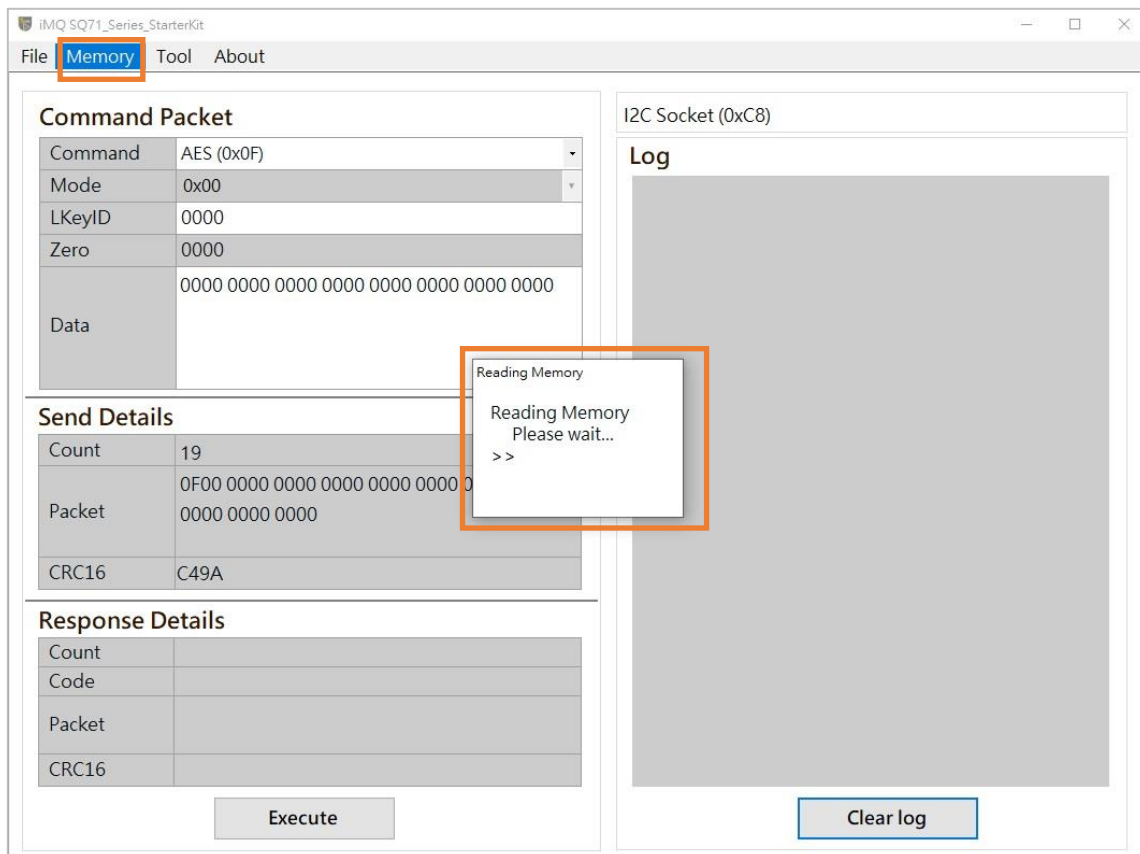 iMQ SQ71_Series_StarterKit
File Memory Tool About
Command Packet
Command AES (0x0F)
Mode 0x00
LKeyID 0000
Zero 0000
Data 0000 0000 0000 0000 0000 0000 0000 0000
Send Details
Count 19
Packet 0F00 0000 0000 0000 0000 0000 0
0000 0000 0000
CRC16 C49A
Response Details
Count
Code
Packet
CRC16
Execute
I2C Socket (0xC8)
Log
Reading Memory
Reading Memory
Please wait...
>>
Clear log